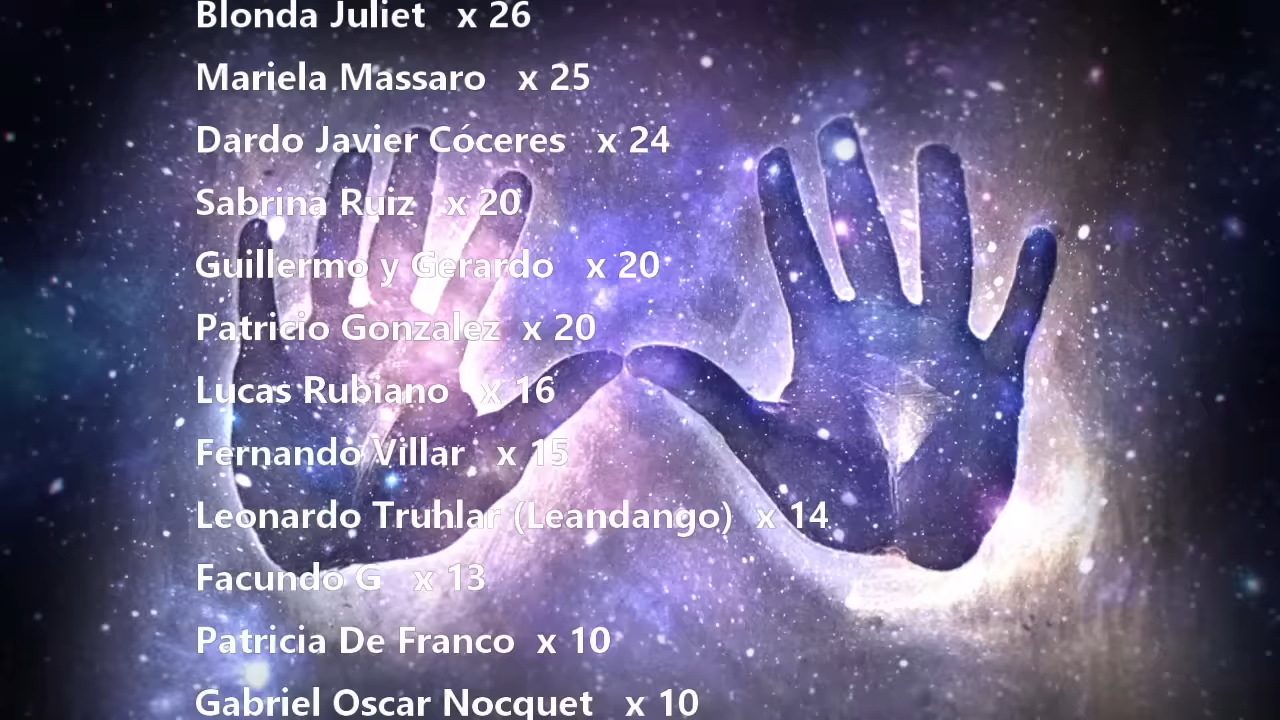 Blonda Juliet x 26
Mariela Massaro x 25
Dardo Javier Cóceres x 24
Sabrina Ruiz x 20
Guillermo y Gerardo x 20
Patricio Gonzalez x 20
Lucas Rubiano x 16
Fernando Villar x 15
Leonardo Truhlar (Leandango) x 14
Facundo G x 13
Patricia De Franco x 10
Gabriel Oscar Nocquet x 10